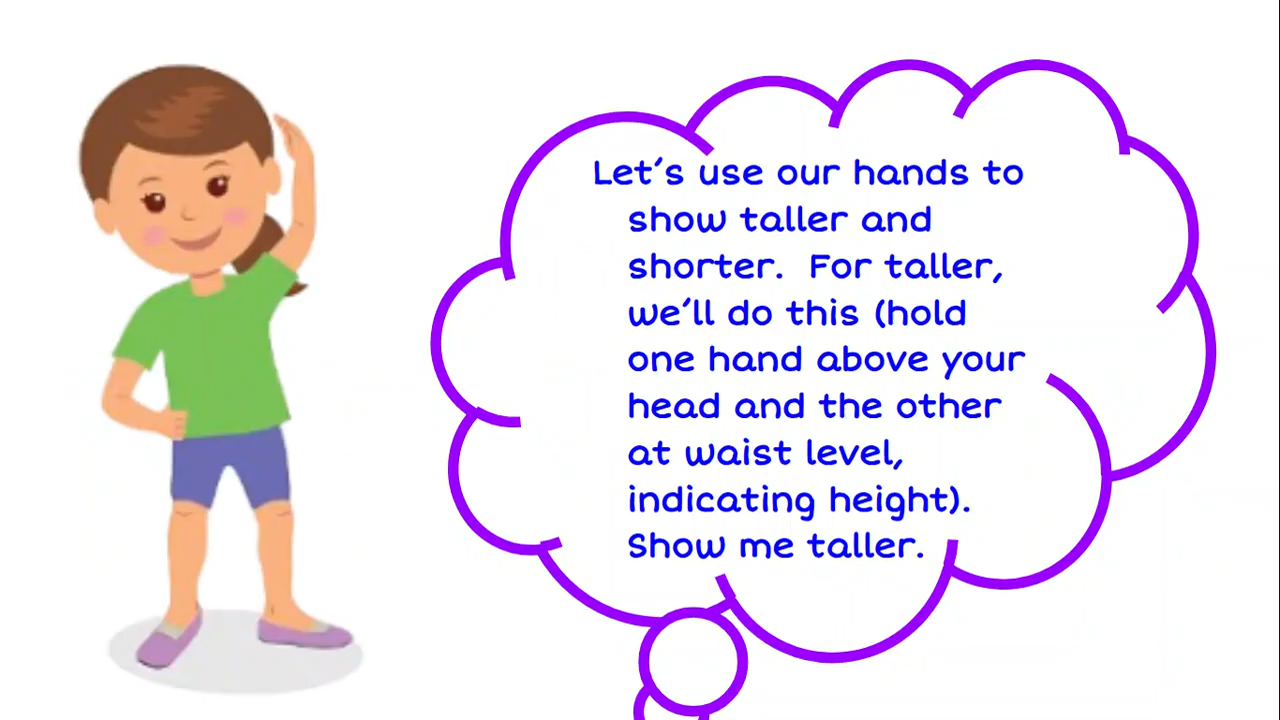 Let's use our hands to
show taller and
shorter. For taller,
we'll do this (hold
one hand above your
head and the other
at waist level,
indicating height).
Show me taller.